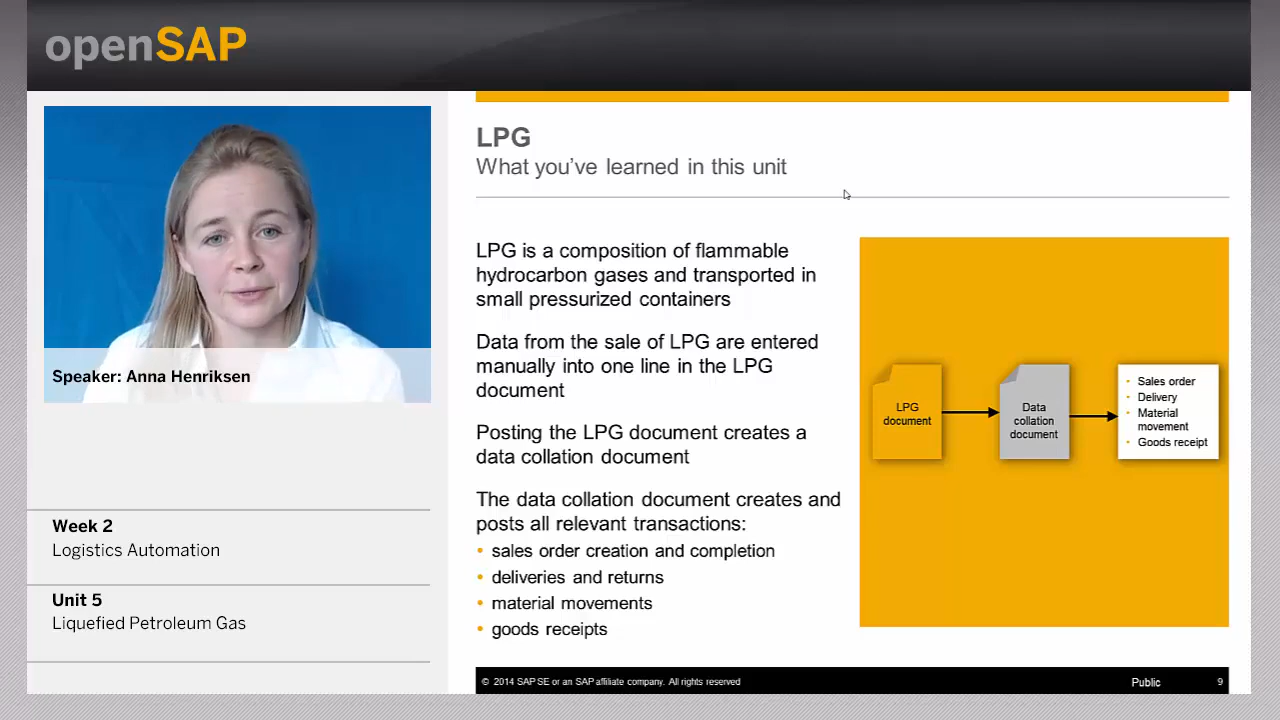 openSAP
Speaker: Anna Henriksen
Week 2
Logistics Automation
Unit 5
Liquefied Petroleum Gas
LPG
What you’ve learned in this unit
LPG is a composition of flammable
hydrocarbon gases and transported in
small pressurized containers
Data from the sale of LPG are entered
manually into one line in the LPG
document
Posting the LPG document creates a
data collation document
The data collation document creates and
posts all relevant transactions:
• sales order creation and completion
• deliveries and returns
• material movements
• goods receipts
LPG
document
Data
collation
document
• Sales order
• Delivery
• Material
movement
• Goods receipt
© 2014 SAP SE or an SAP affiliate company. All rights reserved
Public
9